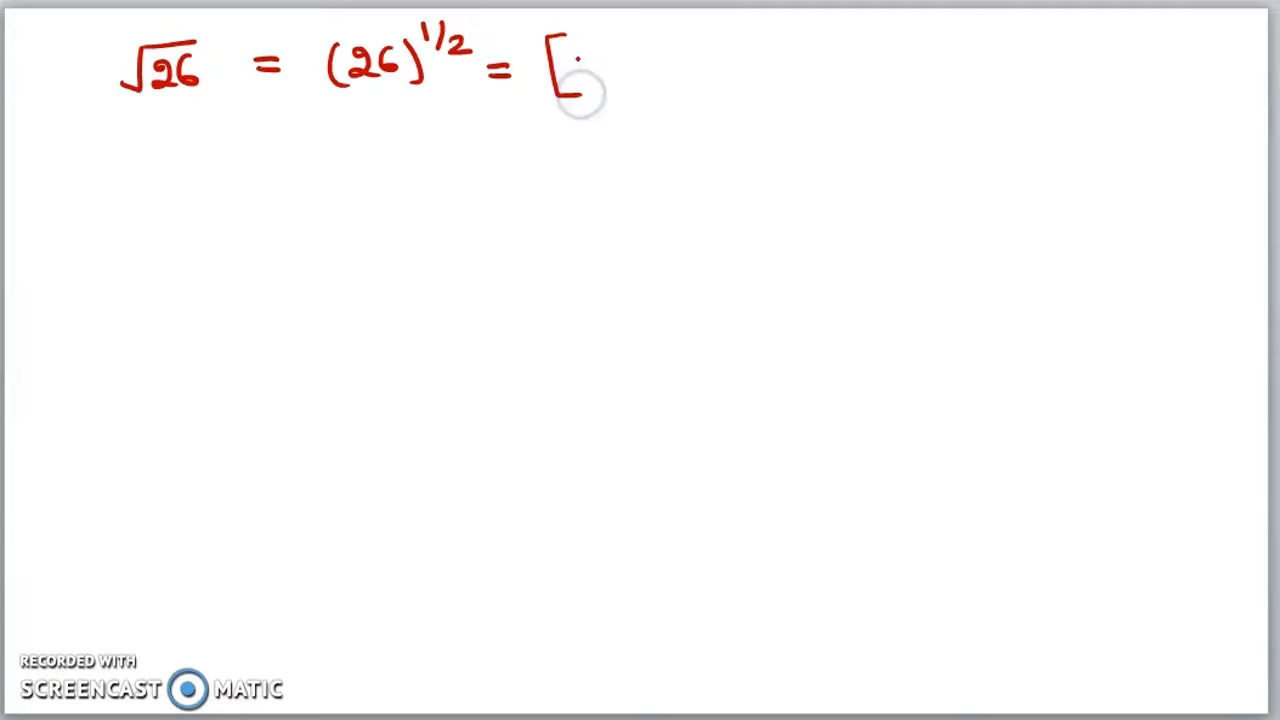 √26 = (26)^1/2 = [
RECORDED WITH
SCREENCAST MATIC